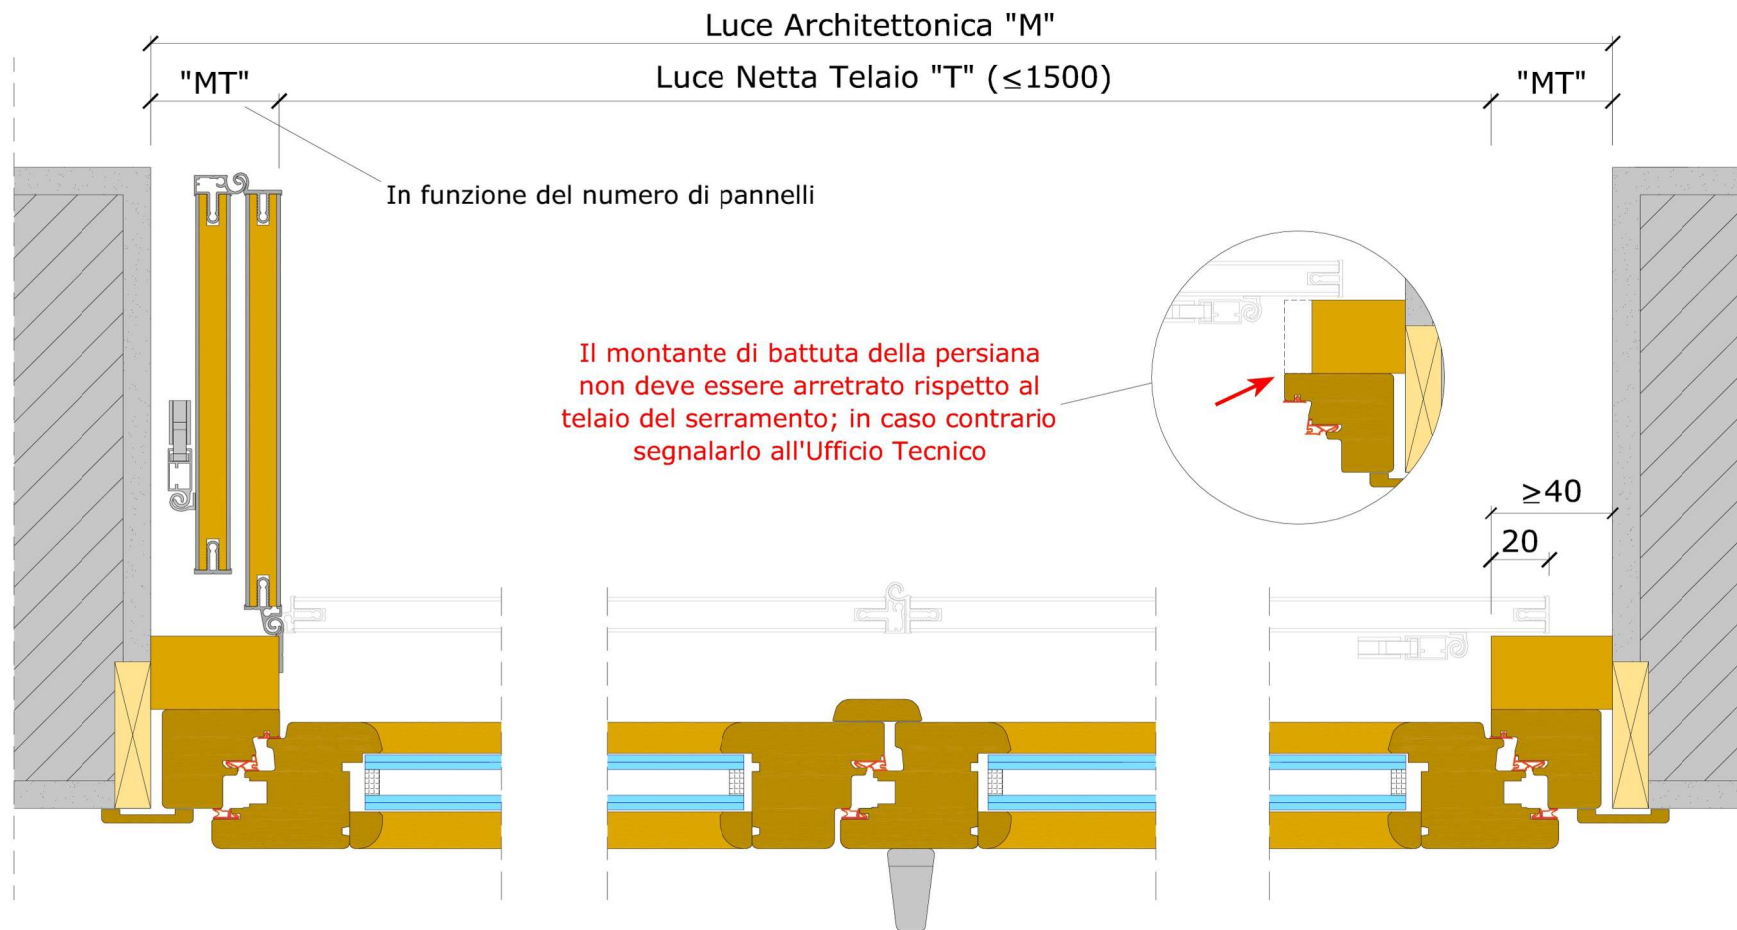 Luce Architettonica "M"
"MT"
Luce Netta Telaio "T" (≤1500)
"MT"
In funzione del numero di pannelli
Il montante di battuta della persiana
non deve essere arretrato rispetto al
telaio del serramento; in caso contrario
segnalarlo all'Ufficio Tecnico
≥40
20